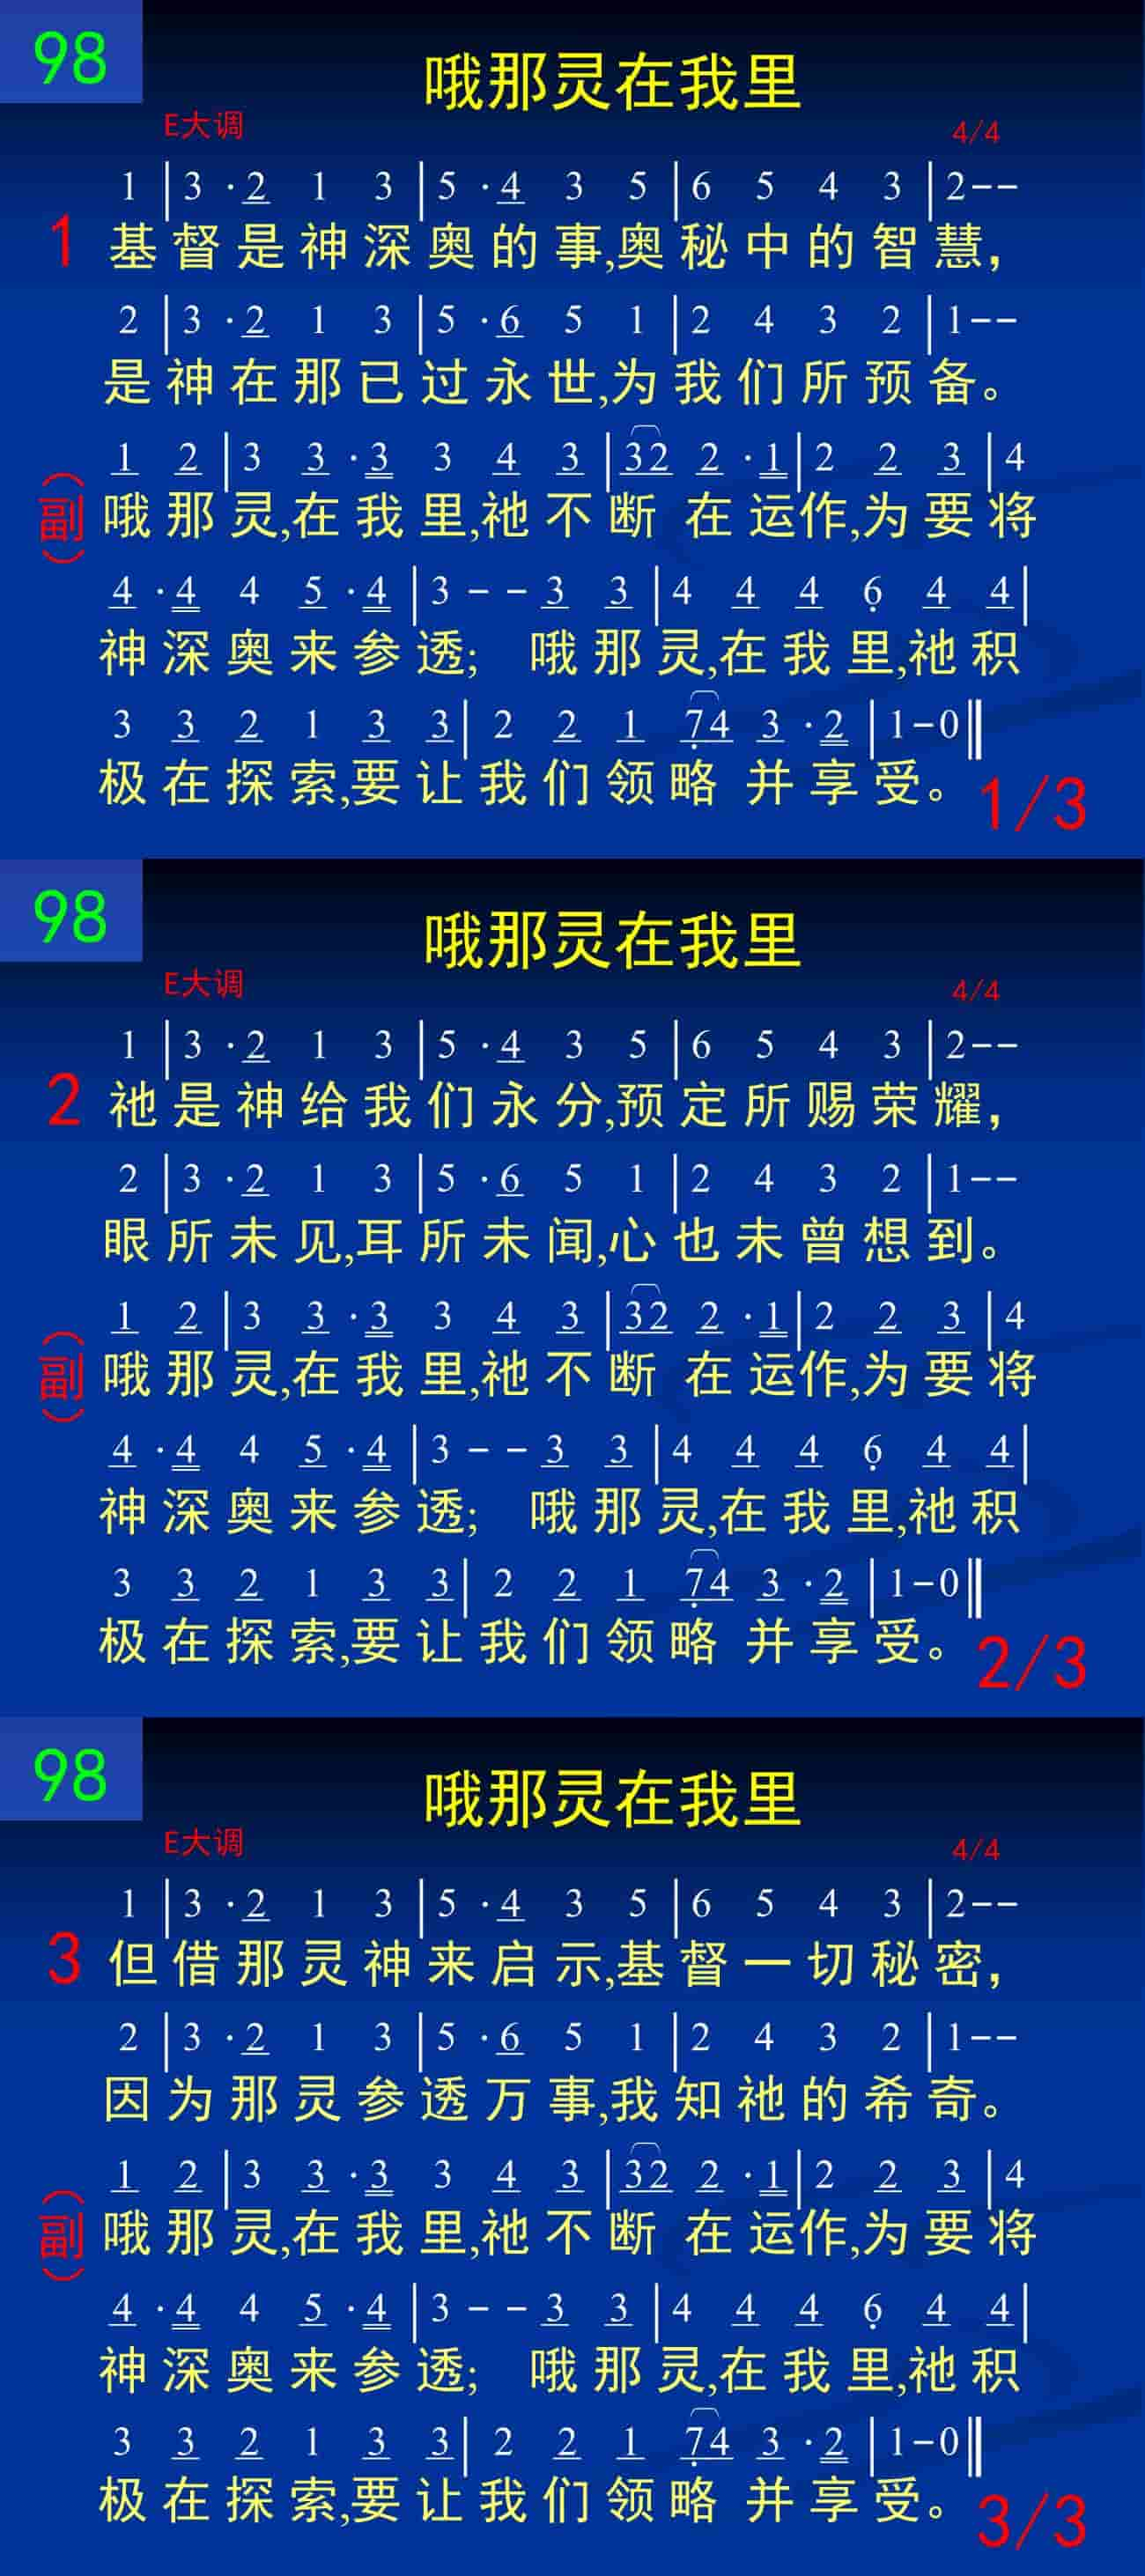 98
哦那灵在我里
E大调
4/4
1 | 3 · 2 1 3 | 5 · 4 3 5 | 6 5 4 3 | 2--
1 基督是神深奥的事,奥秘中的智慧，
2 | 3 · 2 1 3 | 5 · 6 5 1 | 2 4 3 2 | 1--
是神在那已过永世,为我们所预备。
1 2 | 3 3 · 3 3 4 3 | 32 2 · 1 | 2 2 3 | 4
（副） 哦那灵,在我里,祂不断 在运作,为要将
4 · 4 4 5 · 4 | 3 - - 3 3 | 4 4 4 6 4 4 |
神深奥来参透; 哦那灵,在我里,祂积
3 3 2 1 3 3 | 2 2 1 74 3 · 2 | 1-0 ‖
极在探索,要让我们领略 并享受。
1/3
98
哦那灵在我里
E大调
4/4
1 | 3 · 2 1 3 | 5 · 4 3 5 | 6 5 4 3 | 2--
2 祂是神给我们永分,预定所赐荣耀，
2 | 3 · 2 1 3 | 5 · 6 5 1 | 2 4 3 2 | 1--
眼所未见,耳所未闻,心也未曾想到。
1 2 | 3 3 · 3 3 4 3 | 32 2 · 1 | 2 2 3 | 4
（副） 哦那灵,在我里,祂不断 在运作,为要将
4 · 4 4 5 · 4 | 3 - - 3 3 | 4 4 4 6 4 4 |
神深奥来参透; 哦那灵,在我里,祂积
3 3 2 1 3 3 | 2 2 1 74 3 · 2 | 1-0 ‖
极在探索,要让我们领略 并享受。
2/3
98
哦那灵在我里
E大调
4/4
1 | 3 · 2 1 3 | 5 · 4 3 5 | 6 5 4 3 | 2--
3 但借那灵神来启示,基督一切秘密，
2 | 3 · 2 1 3 | 5 · 6 5 1 | 2 4 3 2 | 1--
因为那灵参透万事,我知祂的希奇。
1 2 | 3 3 · 3 3 4 3 | 32 2 · 1 | 2 2 3 | 4
（副） 哦那灵,在我里,祂不断 在运作,为要将
4 · 4 4 5 · 4 | 3 - - 3 3 | 4 4 4 6 4 4 |
神深奥来参透; 哦那灵,在我里,祂积
3 3 2 1 3 3 | 2 2 1 74 3 · 2 | 1-0 ‖
极在探索,要让我们领略 并享受。
3/3